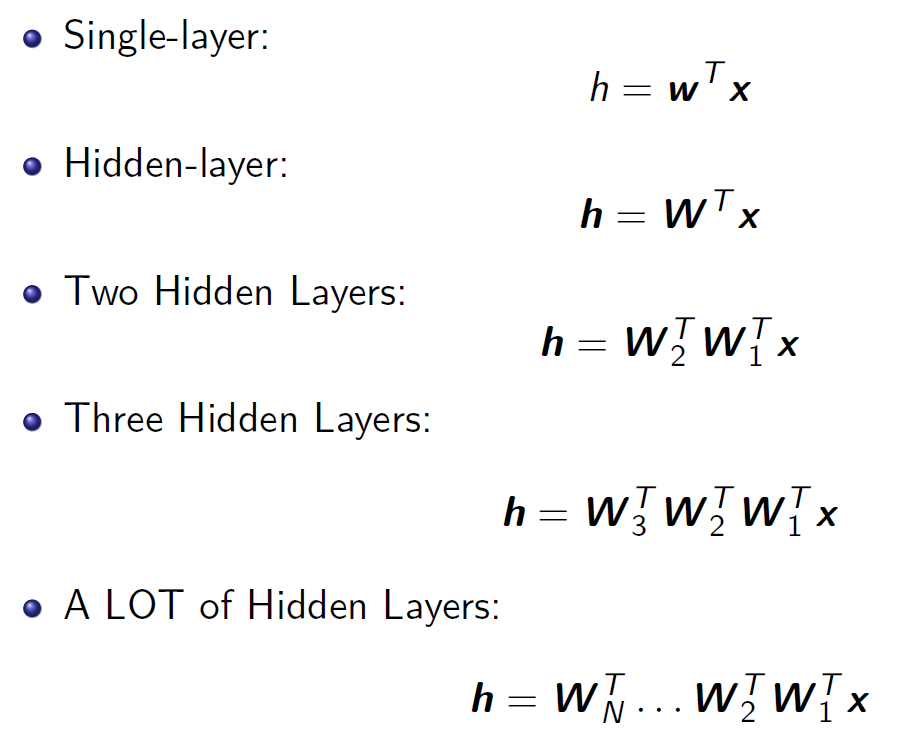 Single-layer:
h = w^T x
Hidden-layer:
h = W^T x
Two Hidden Layers:
h = W_2^T W_1^T x
Three Hidden Layers:
h = W_3^T W_2^T W_1^T x
A LOT of Hidden Layers:
h = W_N^T ... W_2^T W_1^T x